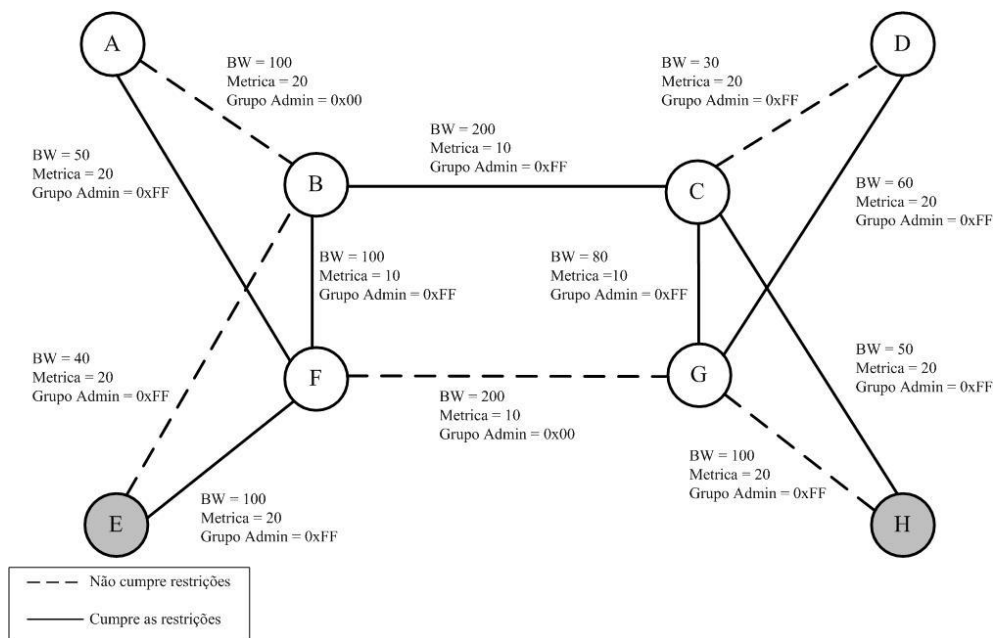 A
D
BW = 100
Metrica = 20
Grupo Admin = 0x00
BW = 30
Metrica = 20
Grupo Admin = 0xFF
BW = 200
Metrica = 10
Grupo Admin = 0xFF
BW = 50
Metrica = 20
Grupo Admin = 0xFF
B
C
BW = 60
Metrica = 20
Grupo Admin = 0xFF
BW = 100
Metrica = 10
Grupo Admin = 0xFF
BW = 80
Metrica =10
Grupo Admin = 0xFF
BW = 40
Metrica = 20
Grupo Admin = 0xFF
F
G
BW = 50
Metrica = 20
Grupo Admin = 0xFF
BW = 200
Metrica = 10
Grupo Admin = 0x00
BW = 100
Metrica = 20
Grupo Admin = 0xFF
BW = 100
Metrica = 20
Grupo Admin = 0xFF
E
H
Não cumpre restrições
Cumpre as restrições